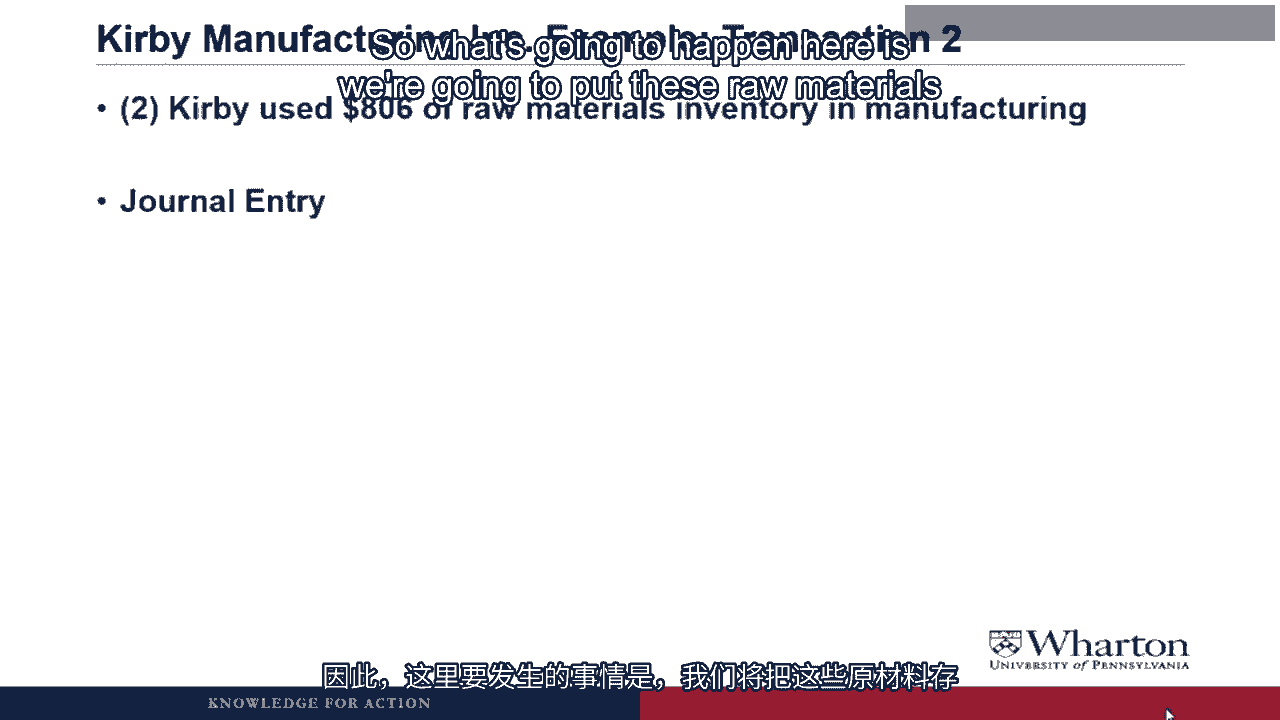 Kirby Manufacturing Inc. Example: Transaction 2
So what's going to happen here is
we're going to put these raw materials
• (2) Kirby used $806 of raw materials inventory in manufacturing
• Journal Entry
Wharton
UNIVERSITY of PENNSYLVANIA
因此，这里要发生的事情是，我们将把这些原材料存
KNOWLEDGE FOR ACTION